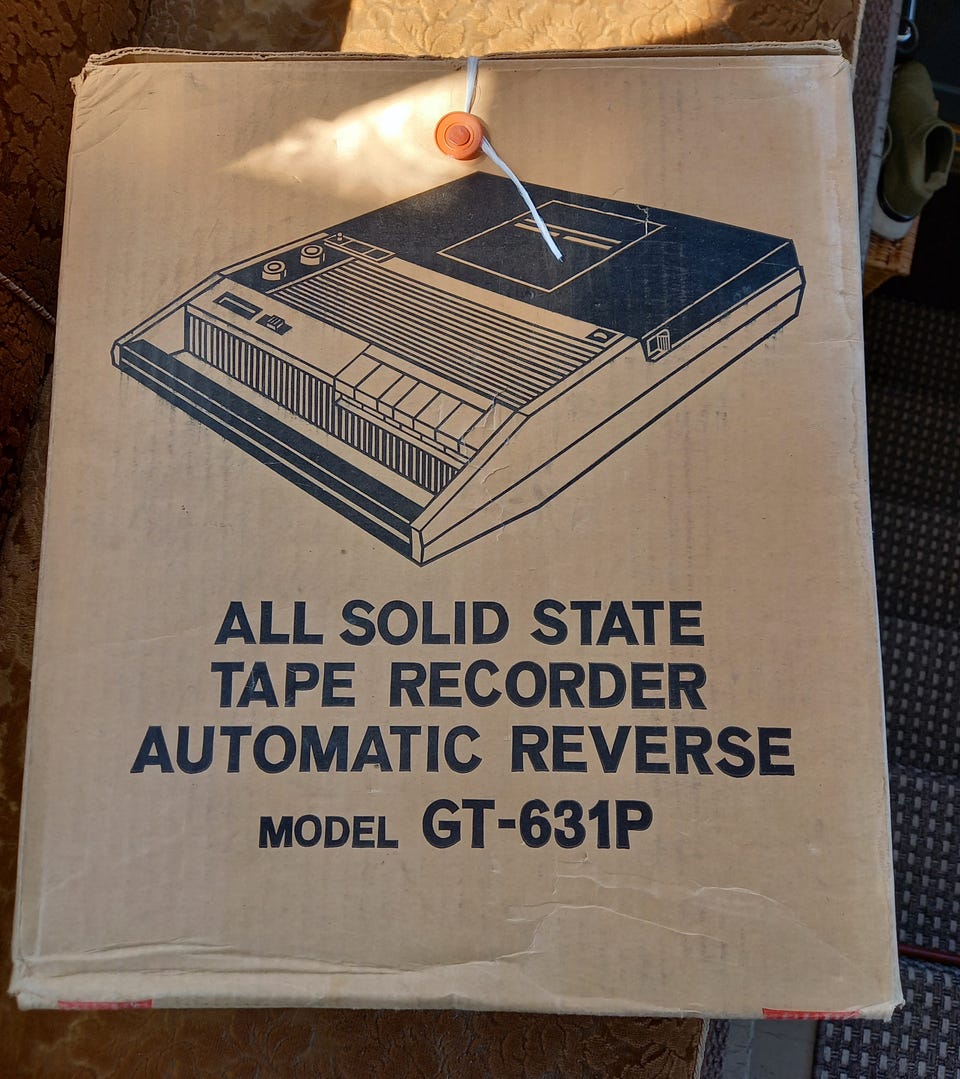 ALL SOLID STATE
TAPE RECORDER
AUTOMATIC REVERSE
MODEL GT-631P